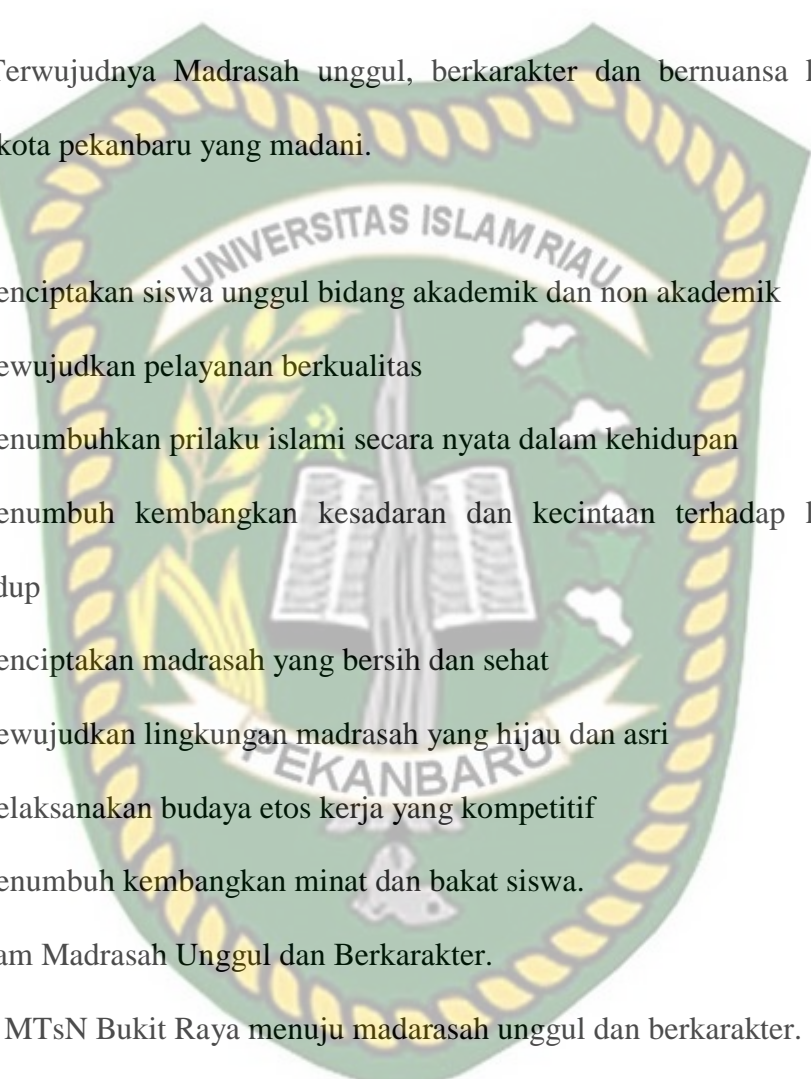 Terwujudnya Madrasah unggul, berkarakter dan bernuansa
kota pekanbaru yang madani.
UNIVERSITAS ISLAM RIAU
enciptakan siswa unggul bidang akademik dan non akademik
ewujudkan pelayanan berkualitas
enumbuhkan prilaku islami secara nyata dalam kehidupan
enumbuh kembangkan kesadaran dan kecintaan terhadap
dup
enciptakan madrasah yang bersih dan sehat
ewujudkan lingkungan madrasah yang hijau dan asri
PEKANBARU
elaksanakan budaya etos kerja yang kompetitif
enumbuh kembangkan minat dan bakat siswa.
am Madrasah Unggul dan Berkarakter.
MTsN Bukit Raya menuju madarasah unggul dan berkarakter.